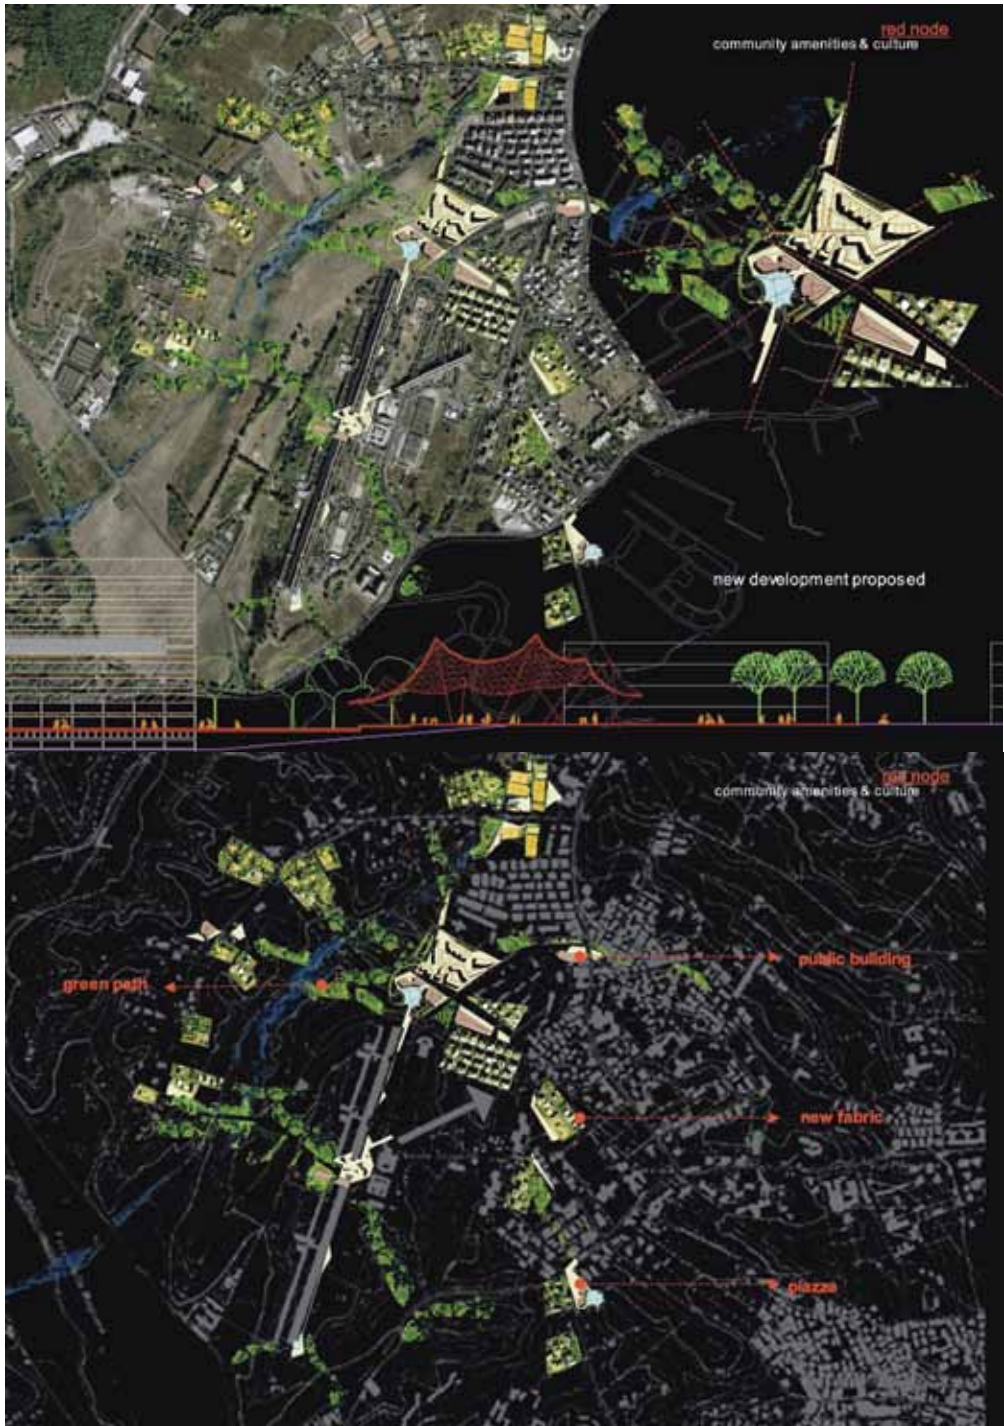 red node
community amenities & culture
new development proposed
red node
community amenities & culture
public building
green path
new fabric
piazza